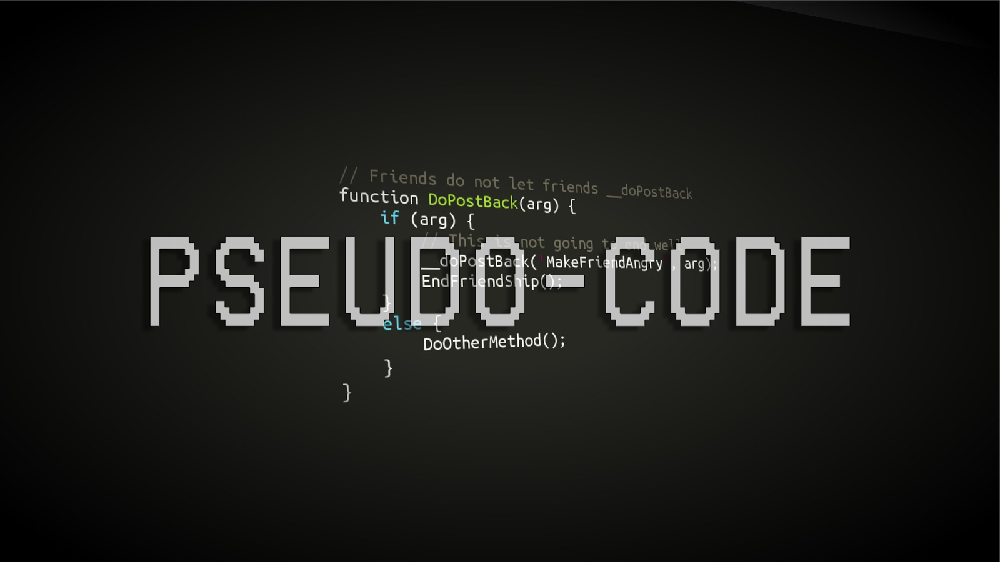 // Friends do not let friends __doPostBack
function DoPostBack(arg) {
if (arg) {
// This is not going to end well
__doPostBack('MakeFriendAngry', arg);
EndFriendShip();
}
else {
DoOtherMethod();
}
}
PSEUDO-CODE